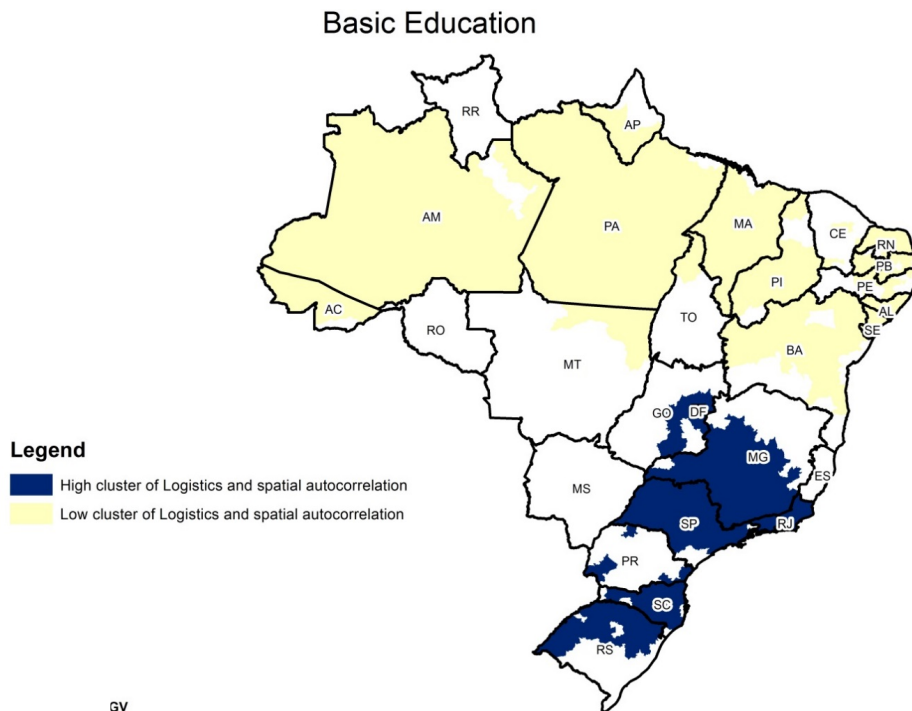 Basic Education
RR
AP
AM
PA
MA
CE
RN
PB
PE
PI
AL
SE
AC
RO
TO
BA
MT
GO
DF
MG
ES
MS
SP
RJ
PR
SC
RS
Legend
High cluster of Logistics and spatial autocorrelation
Low cluster of Logistics and spatial autocorrelation
GV